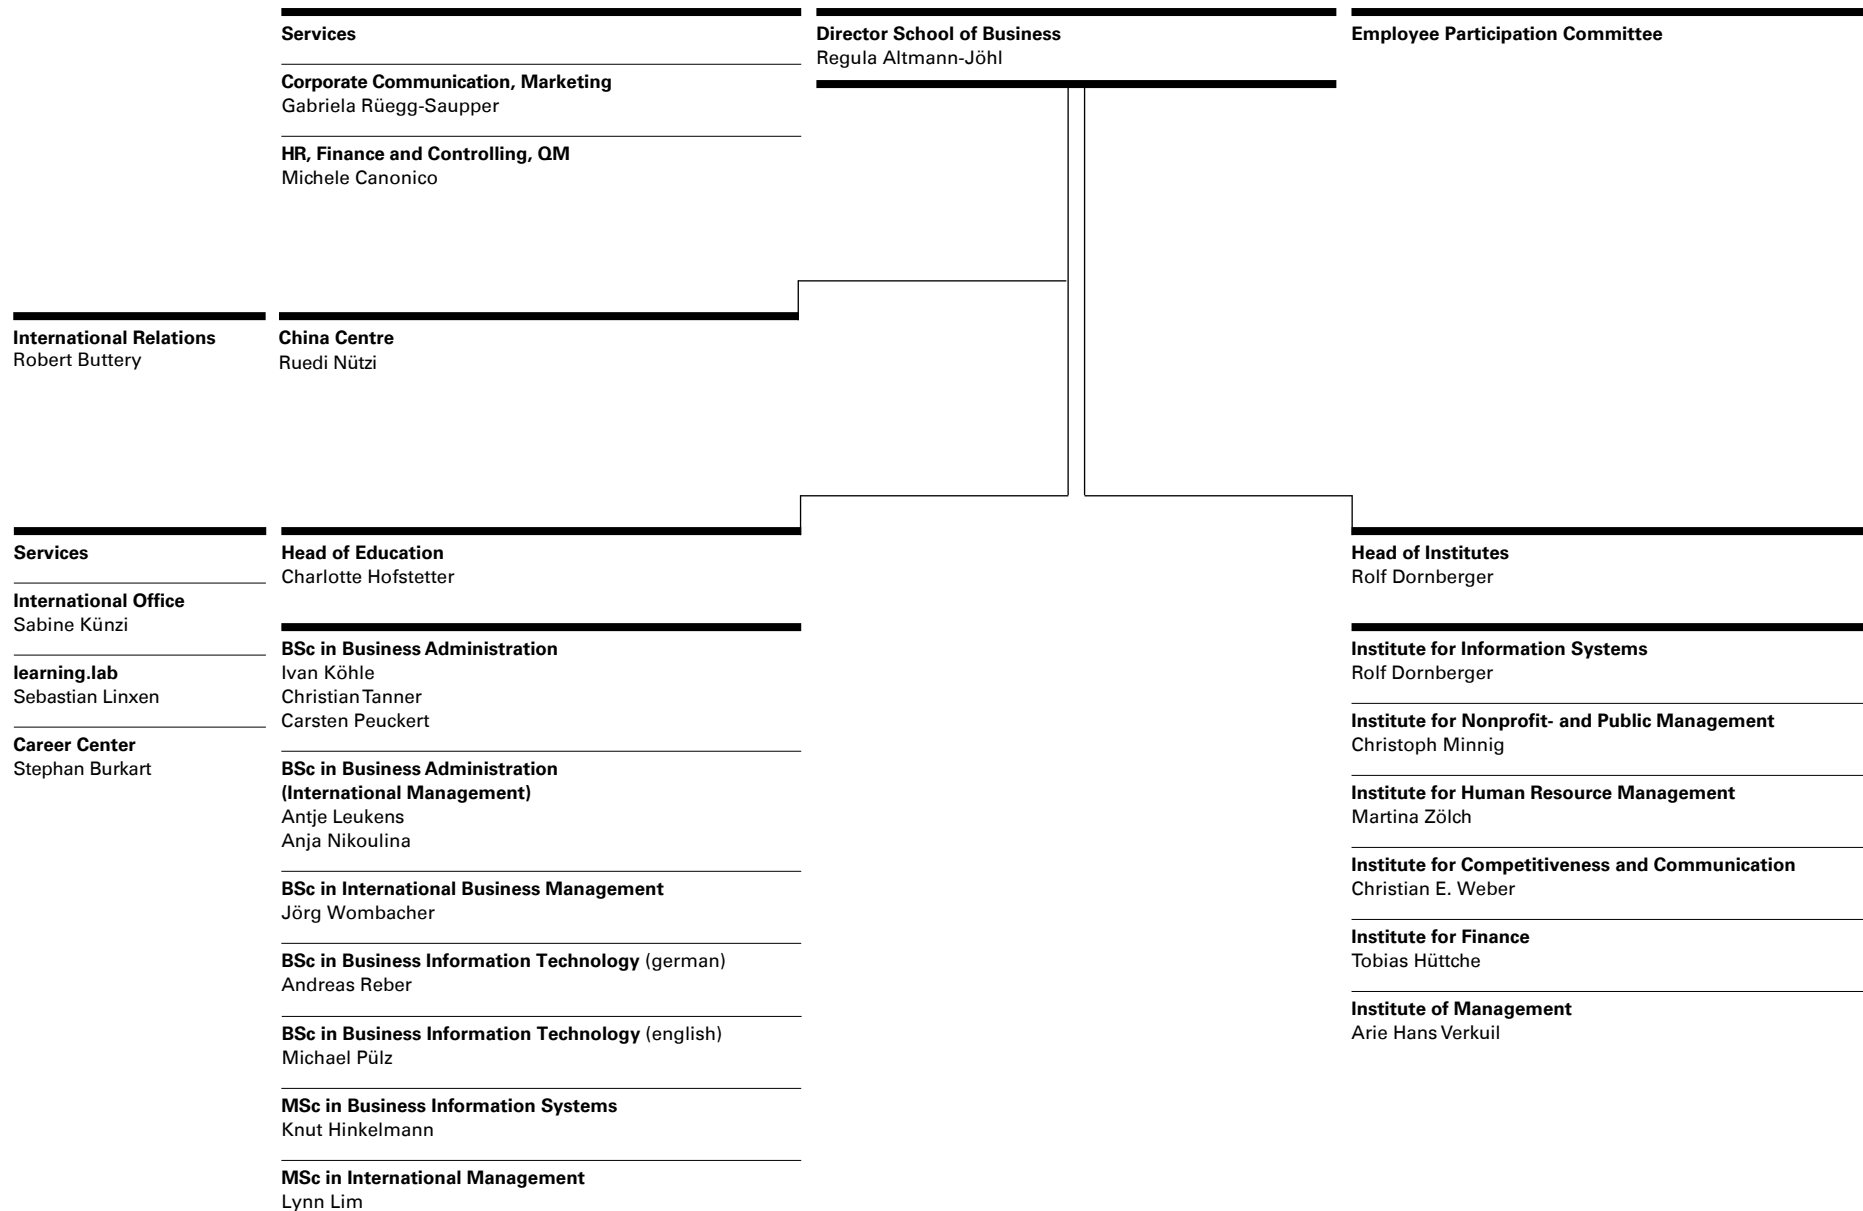 Services
Corporate Communication, Marketing
Gabriela Rüegg-Saupper
HR, Finance and Controlling, QM
Michele Canonico
Director School of Business
Regula Altmann-Jöhl
Employee Participation Committee
International Relations
Robert Buttery
China Centre
Ruedi Nützi
Services
International Office
Sabine Künzi
learning.lab
Sebastian Linxen
Career Center
Stephan Burkart
Head of Education
Charlotte Hofstetter
BSc in Business Administration
Ivan Köhle
Christian Tanner
Carsten Peuckert
BSc in Business Administration
(International Management)
Antje Leukens
Anja Nikoulina
BSc in International Business Management
Jörg Wombacher
BSc in Business Information Technology (german)
Andreas Reber
BSc in Business Information Technology (english)
Michael Pülz
MSc in Business Information Systems
Knut Hinkelmann
MSc in International Management
Lynn Lim
Head of Institutes
Rolf Dornberger
Institute for Information Systems
Rolf Dornberger
Institute for Nonprofit- and Public Management
Christoph Minnig
Institute for Human Resource Management
Martina Zölch
Institute for Competitiveness and Communication
Christian E. Weber
Institute for Finance
Tobias Hüttche
Institute of Management
Arie Hans Verkuil